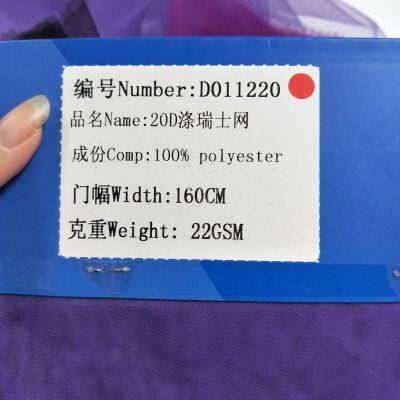 编号Number:D011220
品名Name:20D涤瑞士网
成份Comp:100% polyester
门幅Width:160CM
克重Weight: 22GSM